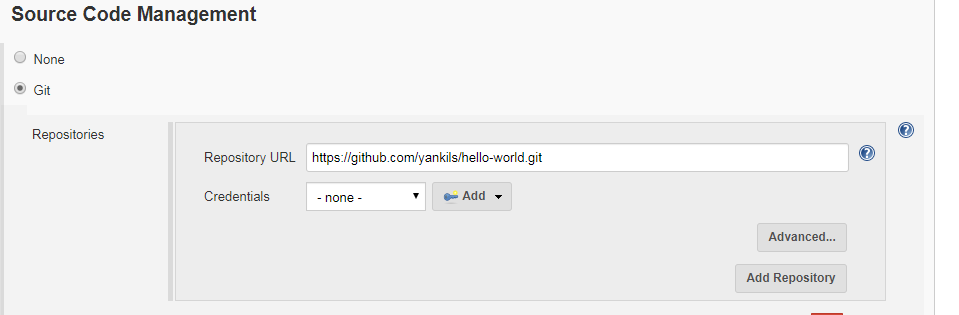 Source Code Management
None
Git
Repositories
Repository URL https://github.com/yankils/hello-world.git
Credentials - none - Add
Advanced...
Add Repository